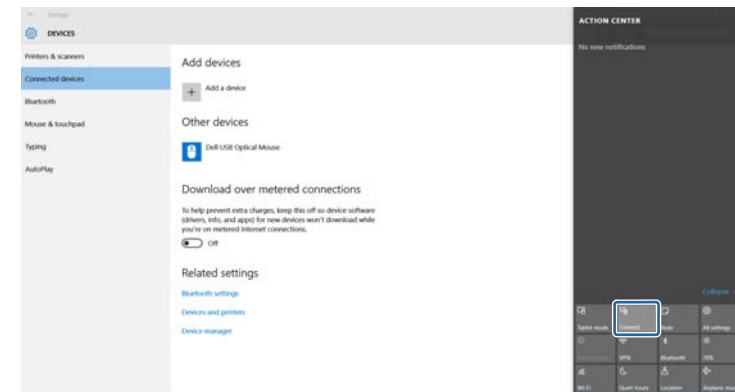 Settings
DEVICES
Printers & scanners
Connected devices
Bluetooth
Mouse & touchpad
Typing
AutoPlay
Add devices
Add a device
Other devices
Dell USB Optical Mouse
Download over metered connections
To help prevent extra charges, keep this off so device software
(drivers, info, and apps) for new devices won't download while
you're on metered Internet connections.
Off
Related settings
Bluetooth settings
Devices and printers
Device manager
ACTION CENTER
No new notifications
Collapse
Tablet mode
Connect
Note
All settings
VPN
Bluetooth
70%
Wi-Fi
Quiet hours
Location
Airplane mo